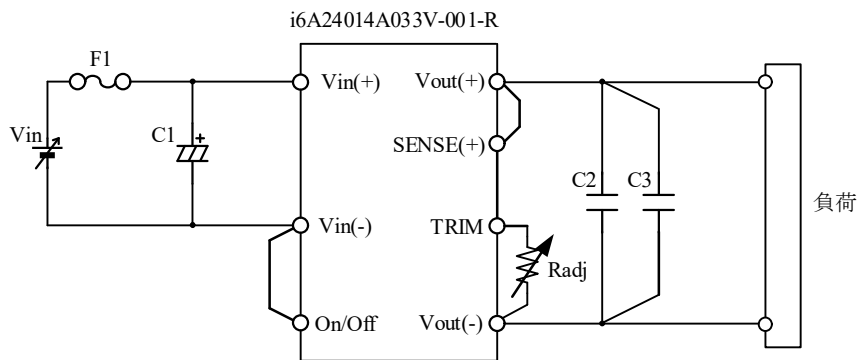 i6A24014A033V-001-R
F1
Vin(+)
Vout(+)
Vin
C1
+
SENSE(+)
C2
C3
負荷
Vin(-)
TRIM
Radj
On/Off
Vout(-)